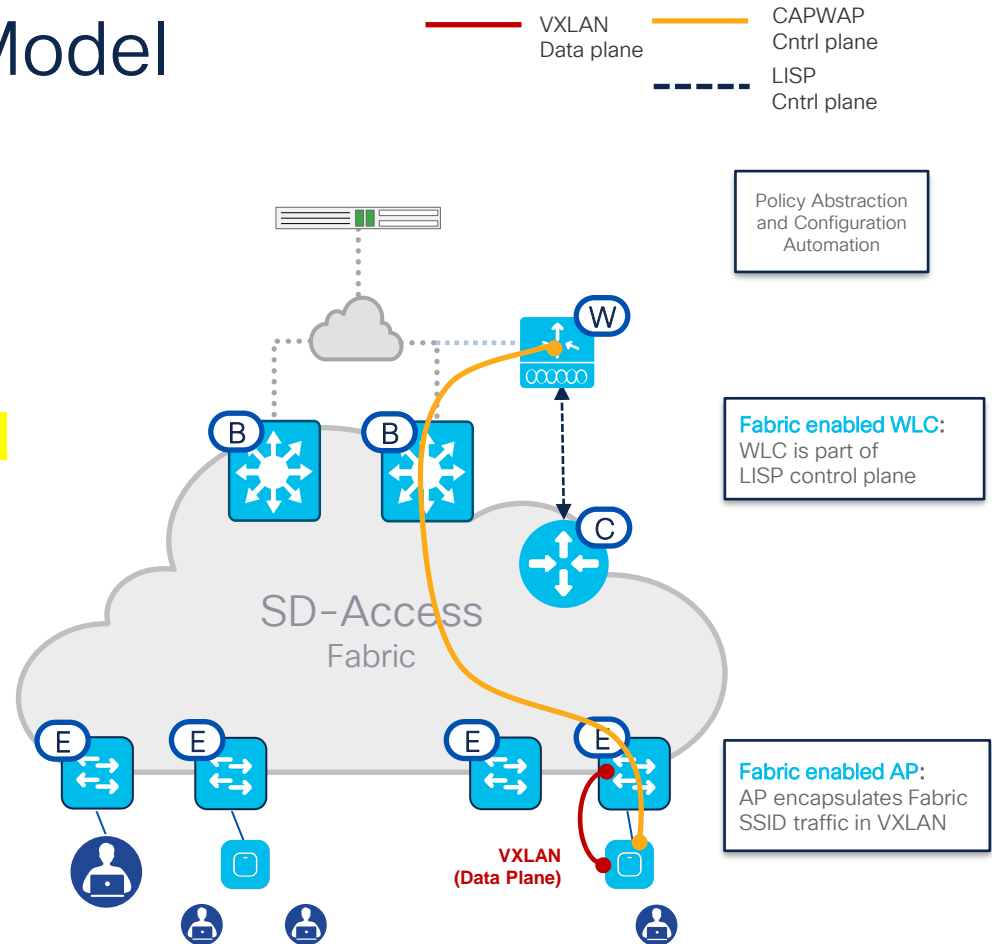 Model
VXLAN
Data plane
CAPWAP
Cntrl plane
LISP
Cntrl plane
Policy Abstraction
and Configuration
Automation
W
B
B
Fabric enabled WLC:
WLC is part of
LISP control plane
C
SD-Access
Fabric
E
E
E
E
Fabric enabled AP:
AP encapsulates Fabric
SSID traffic in VXLAN
VXLAN
(Data Plane)